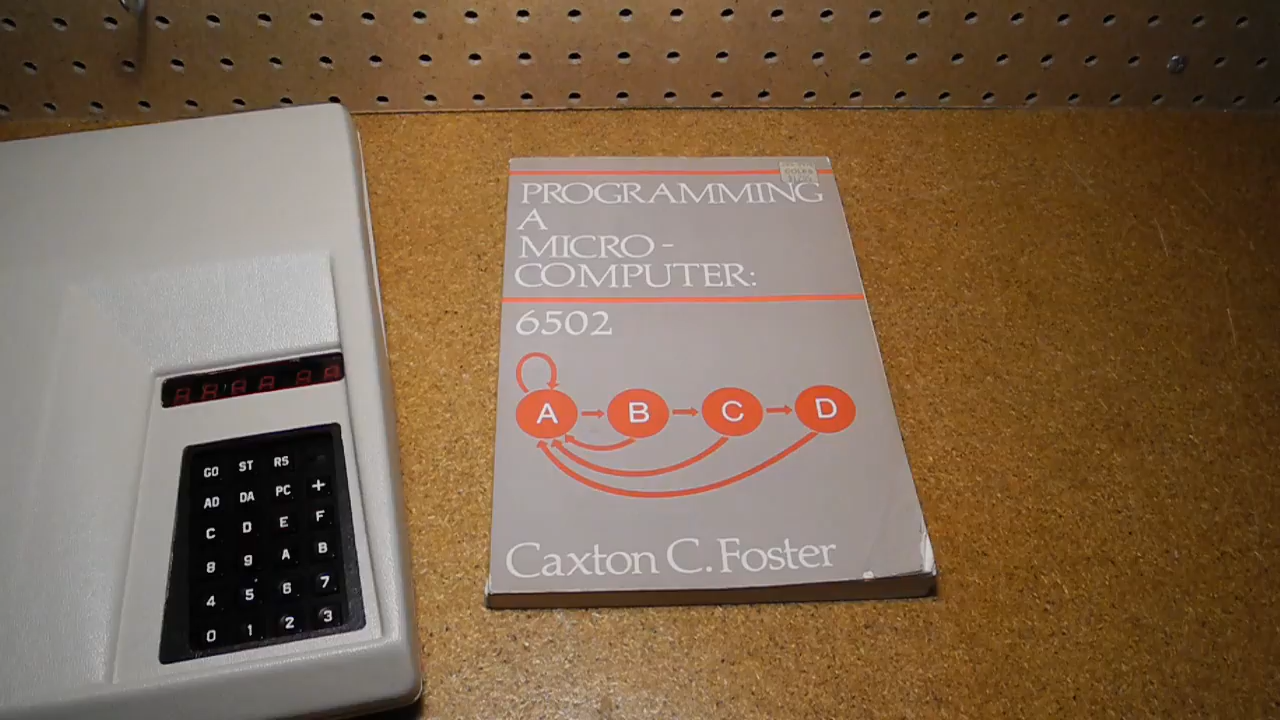 PROGRAMMING
A
MICRO-
COMPUTER:
6502
A B C D
Caxton C. Foster
GO ST RS
AD DA PC +
C D E F
8 9 A B
4 5 6 7
0 1 2 3